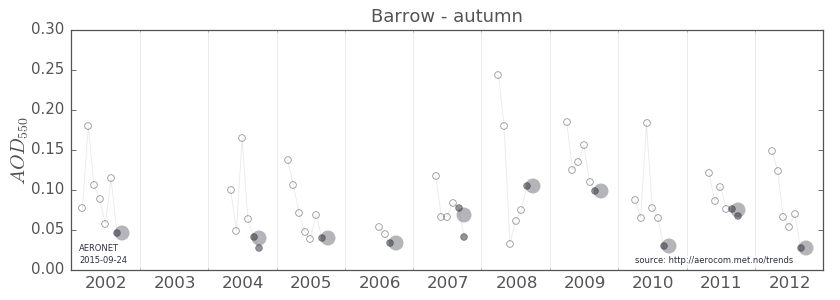 Barrow - autumn
0.30
0.25
0.20
0.15
0.10
0.05
0.00
AOD550
AERONET
2015-09-24
source: http://aerocom.met.no/trends
2002 2003 2004 2005 2006 2007 2008 2009 2010 2011 2012